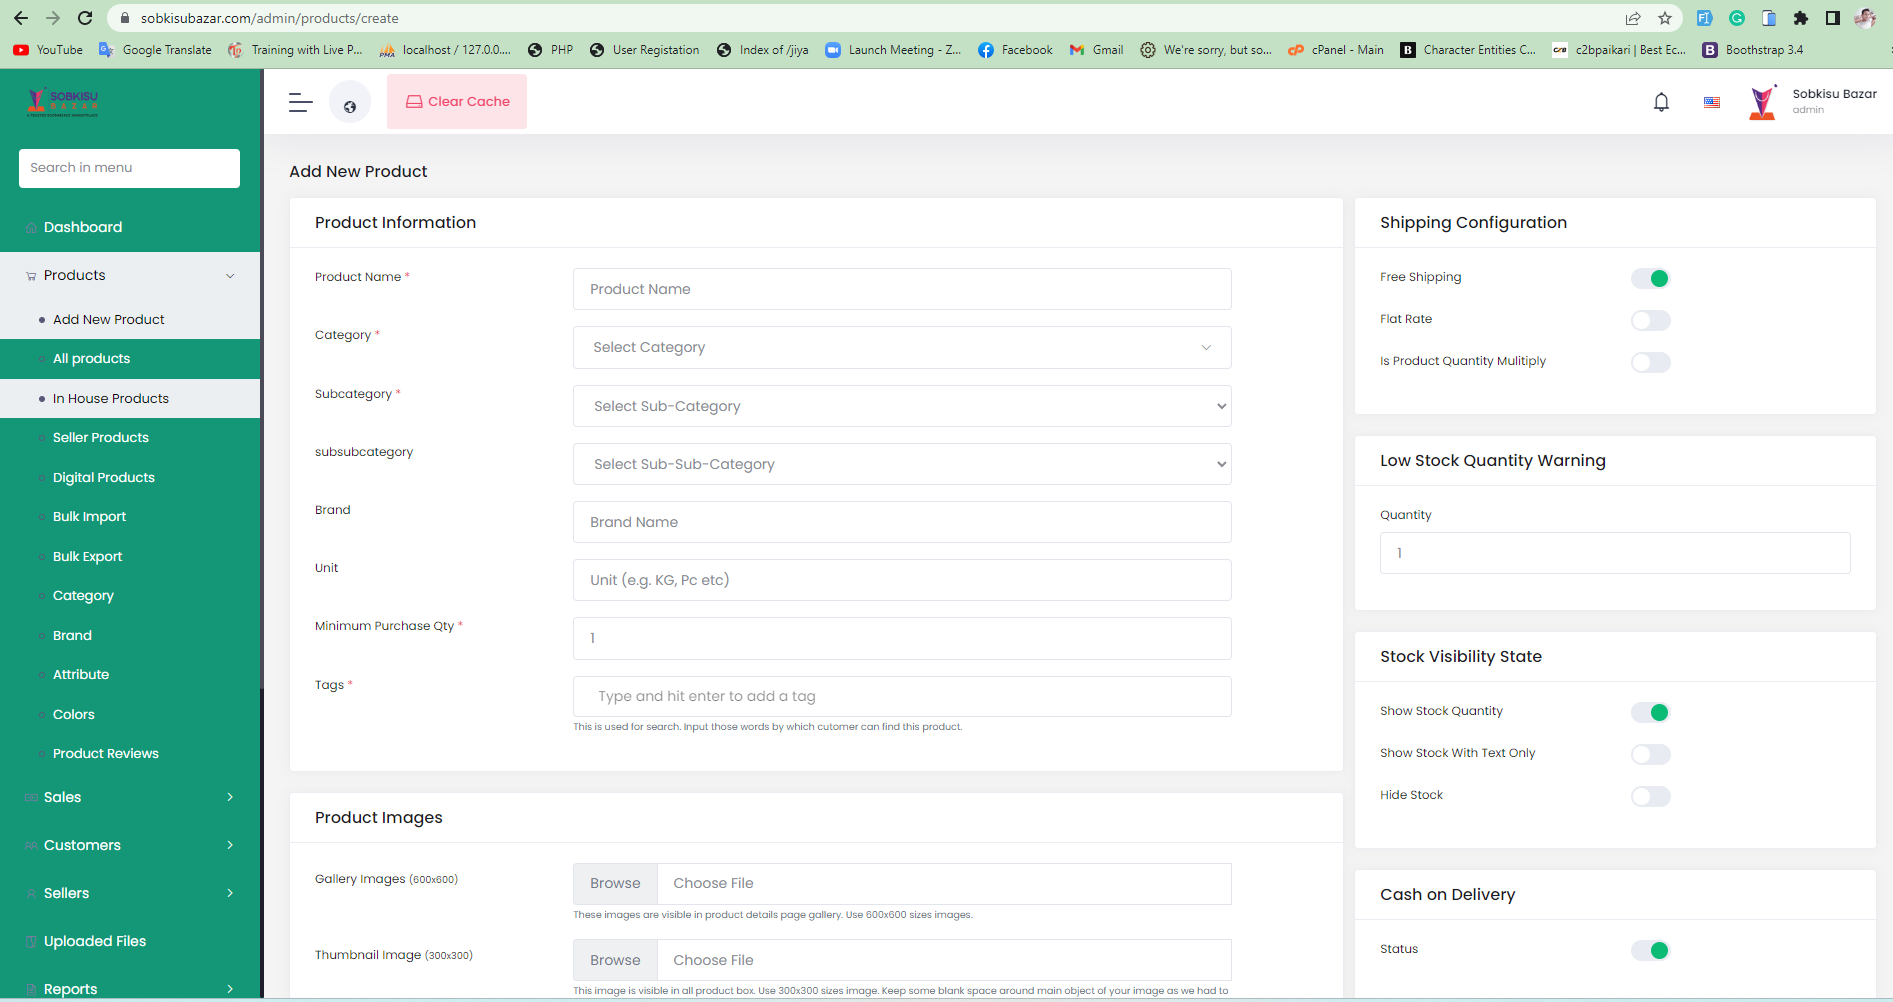 sobkisubazar.com/admin/products/create
YouTube
Google Translate
Training with Live P...
localhost / 127.0.0....
PHP
User Registation
Index of /jiya
Launch Meeting - Z...
Facebook
Gmail
We're sorry, but so...
cPanel - Main
Character Entities C...
c2bpaikari | Best Ec...
Boothstrap 3.4
SOBKISU
BAZAR
Clear Cache
Sobkisu Bazar
admin
Search in menu
Dashboard
Products
Add New Product
All products
In House Products
Seller Products
Digital Products
Bulk Import
Bulk Export
Category
Brand
Attribute
Colors
Product Reviews
Sales
Customers
Sellers
Uploaded Files
Reports
Add New Product
Product Information
Product Name *
Product Name
Category *
Select Category
Subcategory *
Select Sub-Category
subsubcategory
Select Sub-Sub-Category
Brand
Brand Name
Unit
Unit (e.g. KG, Pc etc)
Minimum Purchase Qty *
1
Tags *
Type and hit enter to add a tag
This is used for search. Input those words by which cutomer can find this product.
Product Images
Gallery Images (600x600)
Browse
Choose File
These images are visible in product details page gallery. Use 600x600 sizes images.
Thumbnail Image (300x300)
Browse
Choose File
This image is visible in all product box. Use 300x300 sizes image. Keep some blank space around main object of your image as we had to
Shipping Configuration
Free Shipping
Flat Rate
Is Product Quantity Mulitiply
Low Stock Quantity Warning
Quantity
1
Stock Visibility State
Show Stock Quantity
Show Stock With Text Only
Hide Stock
Cash on Delivery
Status